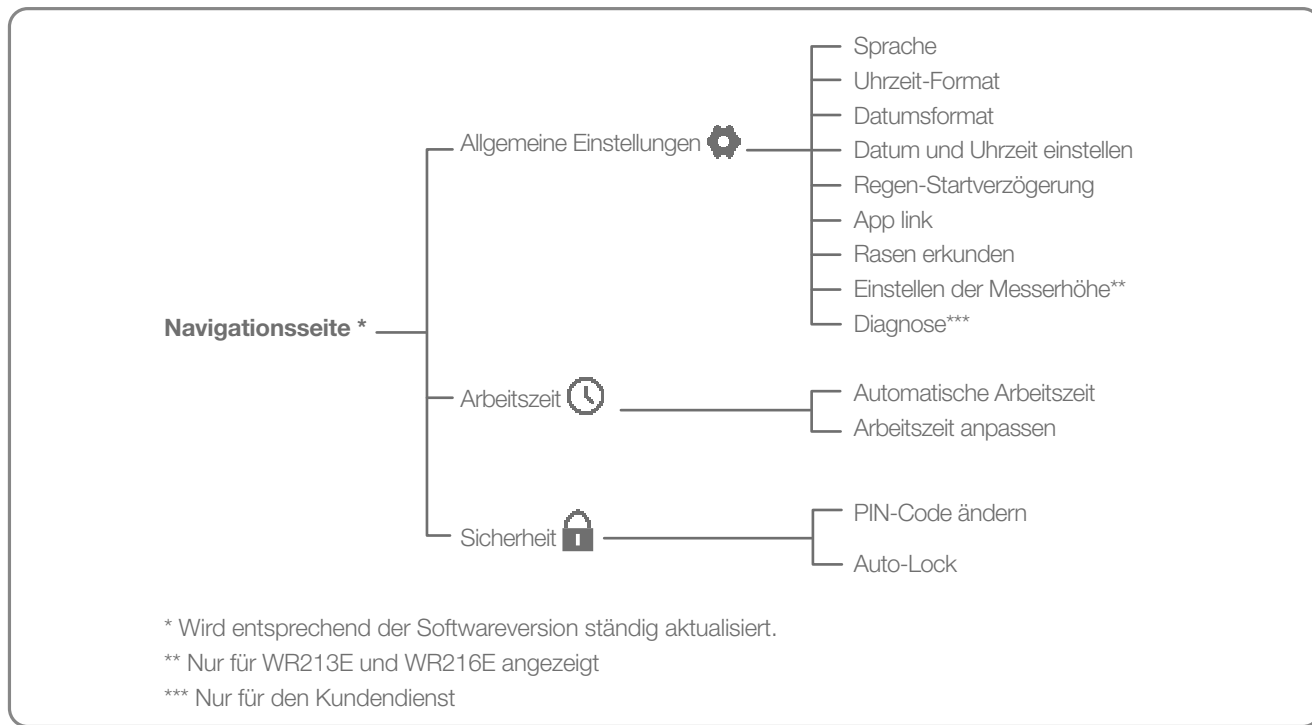 Navigationsseite *
Allgemeine Einstellungen
Sprache
Uhrzeit-Format
Datumsformat
Datum und Uhrzeit einstellen
Regen-Startverzögerung
App link
Rasen erkunden
Einstellen der Messerhöhe**
Diagnose***
Arbeitszeit
Automatische Arbeitszeit
Arbeitszeit anpassen
Sicherheit
PIN-Code ändern
Auto-Lock
* Wird entsprechend der Softwareversion ständig aktualisiert.
** Nur für WR213E und WR216E angezeigt
*** Nur für den Kundendienst